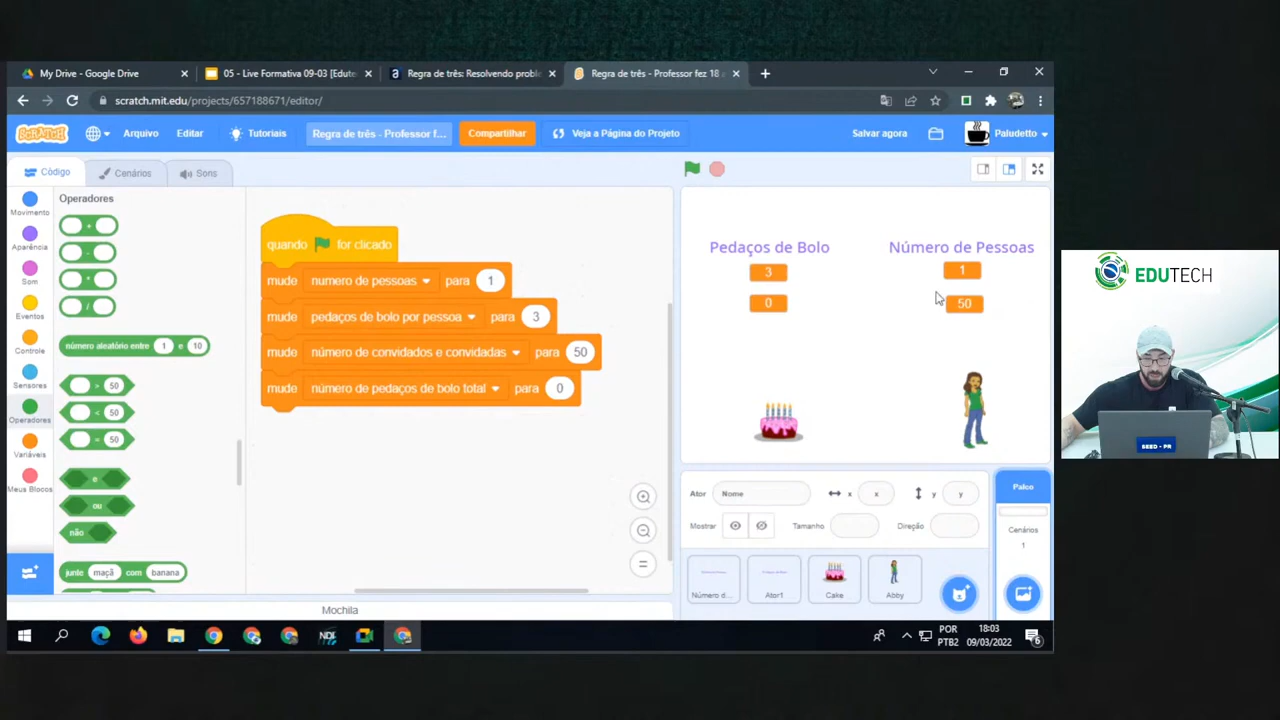 My Drive - Google Drive
05 - Live Formativa 09-03 [Edute
Regra de três: Resolvendo proble
Regra de três - Professor fez 18 a
scratch.mit.edu/projects/657188671/editor/
SCRATCH
Arquivo
Editar
Tutoriais
Regra de três - Professor f...
Compartilhar
Veja a Página do Projeto
Salvar agora
Paludetto
Código
Cenários
Sons
Movimento
Aparência
Som
Eventos
Controle
Sensores
Operadores
Variáveis
Meus Blocos
Operadores
+
-
*
/
número aleatório entre 1 e 10
> 50
< 50
= 50
e
ou
não
junte maçã com banana
quando for clicado
mude numero de pessoas para 1
mude pedaços de bolo por pessoa para 3
mude número de convidados e convidadas para 50
mude número de pedaços de bolo total para 0
Mochila
Pedaços de Bolo
3
0
Número de Pessoas
1
50
Ator Nome x x y y
Mostrar Tamanho Direção
Número d...
Ator1
Cake
Abby
Palco
Cenários
1
NDI
POR
PTB2
18:03
09/03/2022
6
EDUTECH
SEED - PR